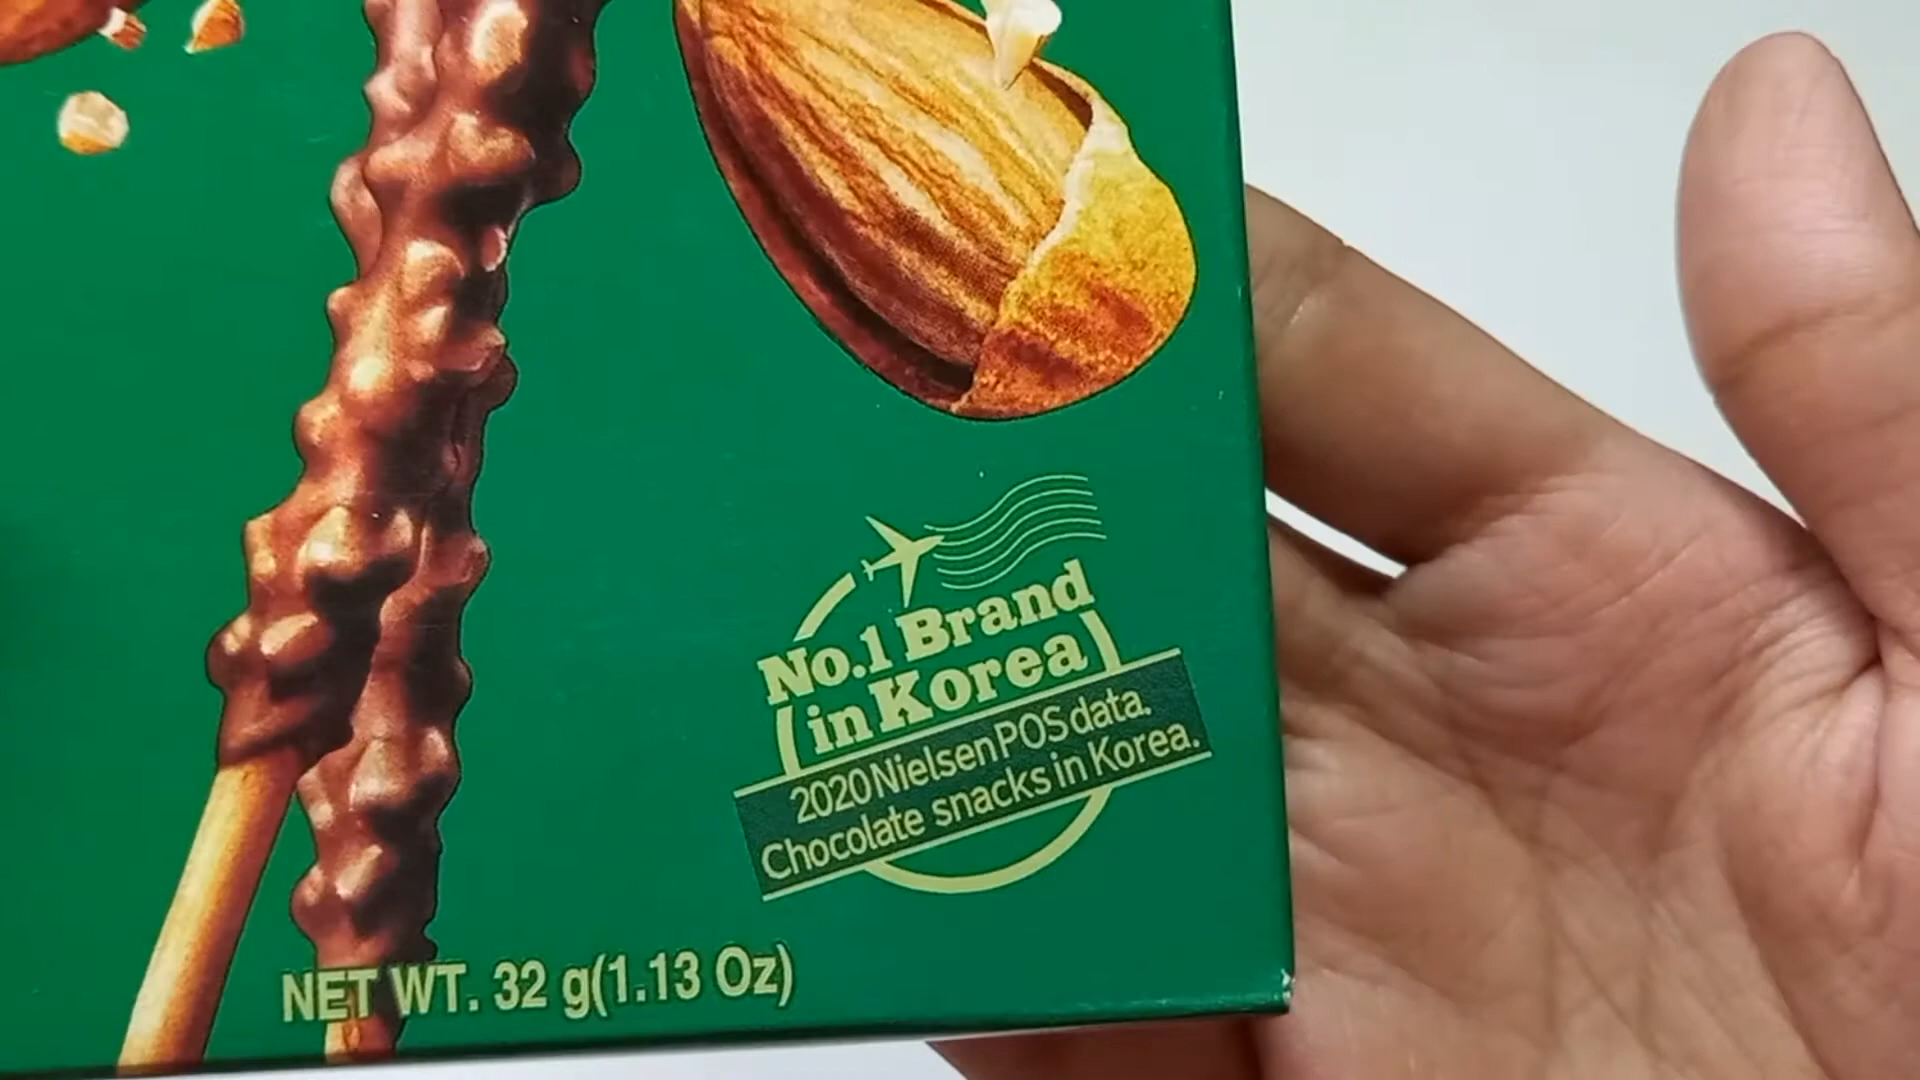 No.1 Brand
in Korea
2020 Nielsen POS data.
Chocolate snacks in Korea.
NET WT. 32 g(1.13 Oz)